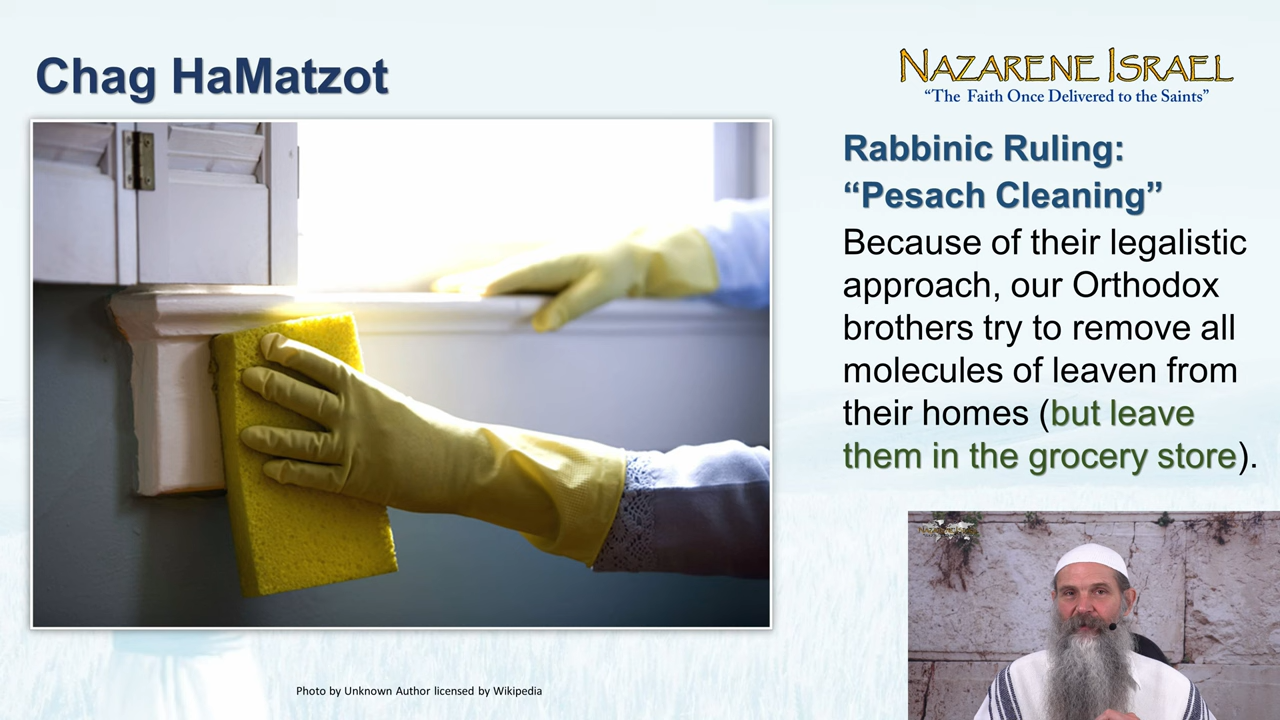 Chag HaMatzot
NAZARENE ISRAEL
“The Faith Once Delivered to the Saints”
Rabbinic Ruling:
“Pesach Cleaning”
Because of their legalistic
approach, our Orthodox
brothers try to remove all
molecules of leaven from
their homes (but leave
them in the grocery store).
Photo by Unknown Author licensed by Wikipedia